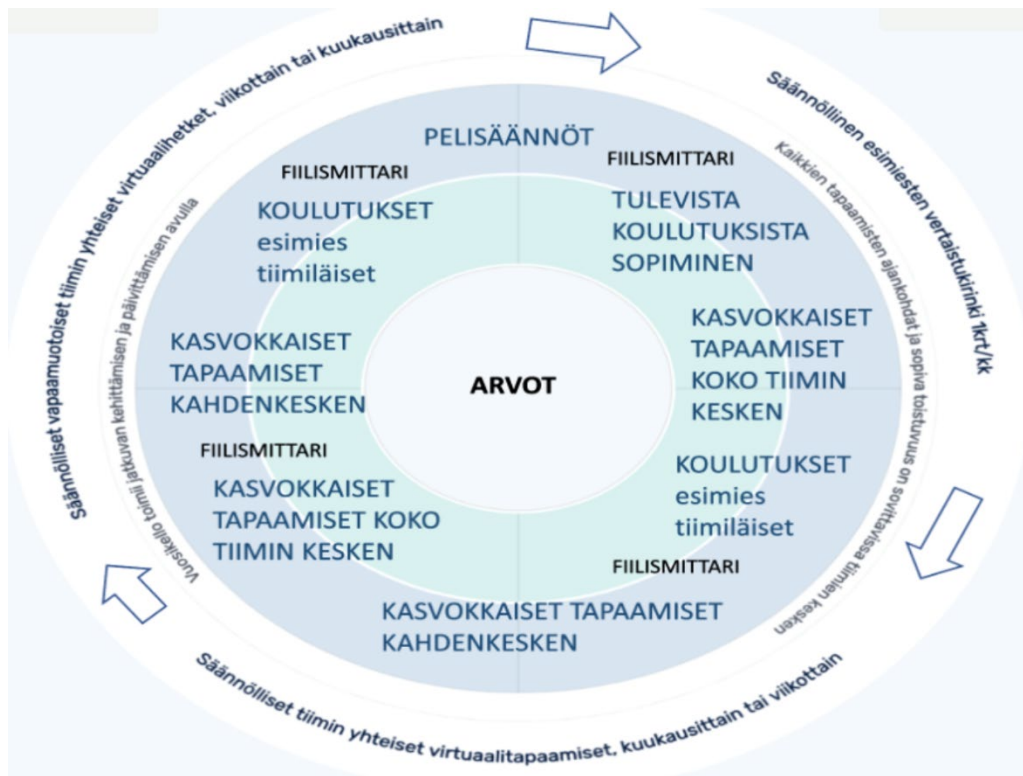 Säännölliset vapaamuotoiset tiimin yhteiset virtuaalihetket, viikottain tai kuukausittain
Säännöllinen esimiesten vertaistukirinki 1krt/kk
Kaikkien tapaamisten ajankohdat ja sopiva toistuvuus on sovittavissa tiimien kesken
Vuosikello toimii jatkuvan kehittämisen ja päivittämisen avulla
PELISÄÄNNÖT
FIILISMITTARI
TULEVISTA
KOULUTUKSISTA
SOPIMINEN
KASVOKKAISET
TAPAAMISET
KOKO TIIMIN
KESKEN
KOULUTUKSET
esimies
tiimiläiset
FIILISMITTARI
KASVOKKAISET TAPAAMISET
KAHDENKESKEN
KASVOKKAISET
TAPAAMISET KOKO
TIIMIN KESKEN
FIILISMITTARI
KASVOKKAISET
TAPAAMISET
KAHDENKESKEN
KOULUTUKSET
esimies
tiimiläiset
FIILISMITTARI
ARVOT
Säännölliset tiimin yhteiset virtuaalitapaamiset, kuukausittain tai viikottain